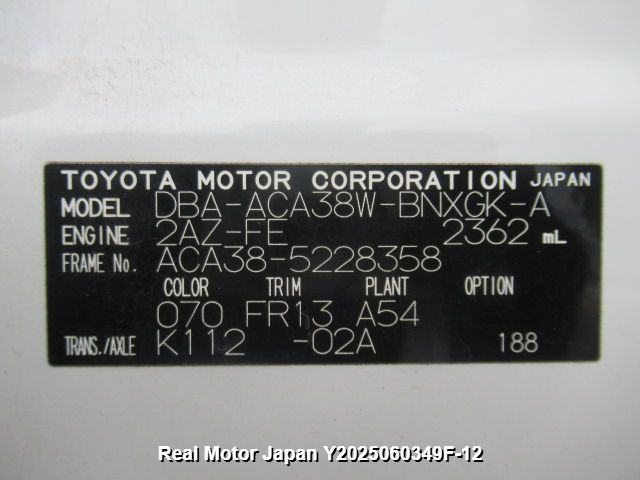 TOYOTA MOTOR CORPORATION JAPAN
MODEL DBA-ACA38W-BNXGK-A
ENGINE 2AZ-FE 2362 mL
FRAME No. ACA38-5228358
COLOR TRIM PLANT OPTION
070 FR13 A54
TRANS./AXLE K112 -02A 188
Real Motor Japan Y2025060349F-12